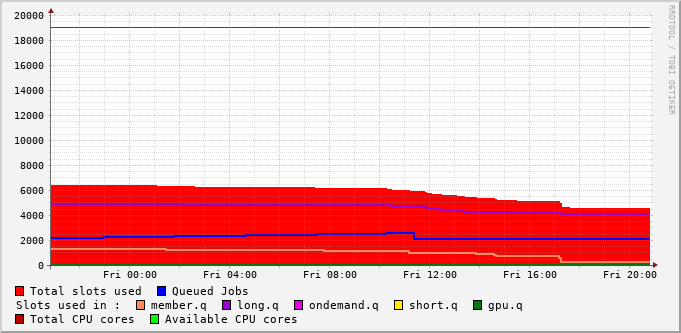 20000
18000
16000
14000
12000
10000
8000
6000
4000
2000
0
Fri 00:00 Fri 04:00 Fri 08:00 Fri 12:00 Fri 16:00 Fri 20:00
Total slots used Queued Jobs
Slots used in : member.q long.q ondemand.q short.q gpu.q
Total CPU cores Available CPU cores
RRDTOOL / TOBI OETIKER